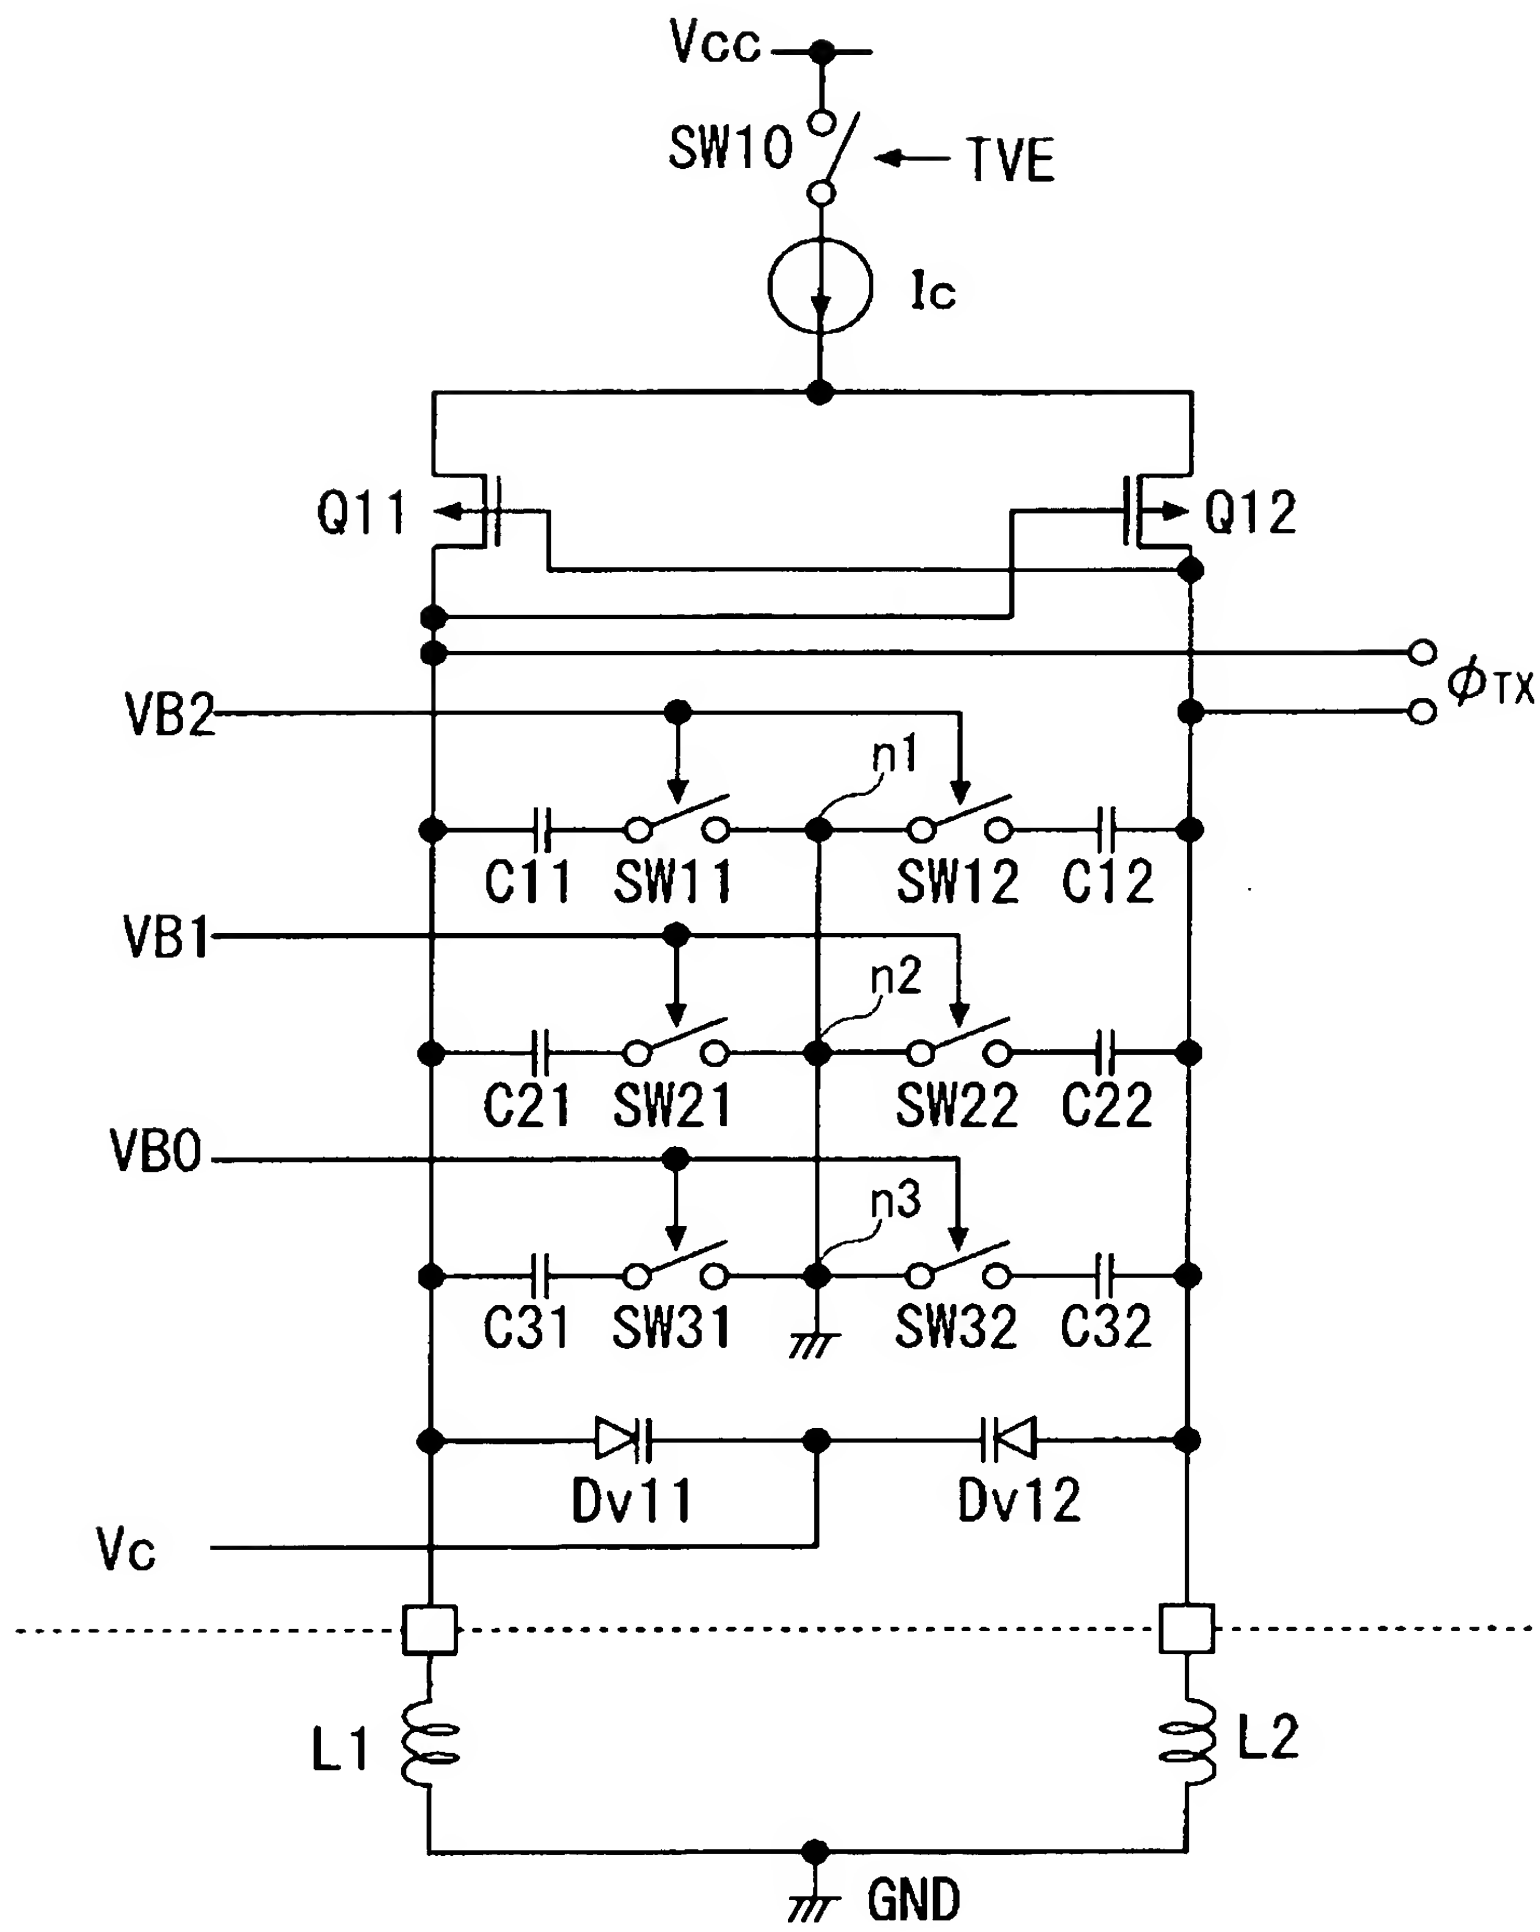 Vcc
SW10
TVE
Ic
Q11
Q12
φTX
VB2
n1
C11 SW11 SW12 C12
VB1
n2
C21 SW21 SW22 C22
VB0
n3
C31 SW31 SW32 C32
Dv11 Dv12
Vc
L1 L2
GND